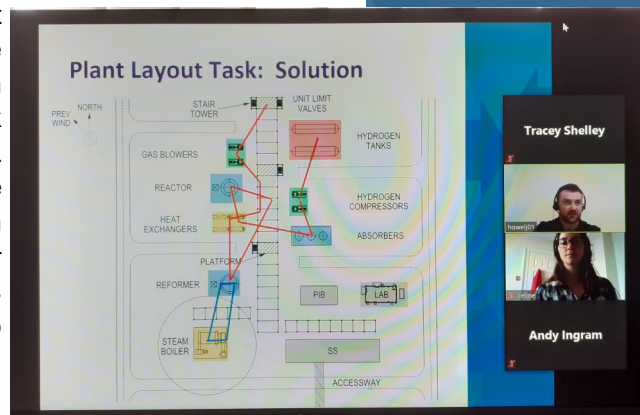 Plant Layout Task: Solution
PREV WIND
NORTH
STAIR
TOWER
UNIT LIMIT
VALVES
GAS BLOWERS
HYDROGEN
TANKS
REACTOR
HEAT
EXCHANGERS
HYDROGEN
COMPRESSORS
ABSORBERS
PLATFORM
REFORMER
PIB
LAB
STEAM
BOILER
SS
ACCESSWAY
Tracey Shelley
howelj01
Andy Ingram